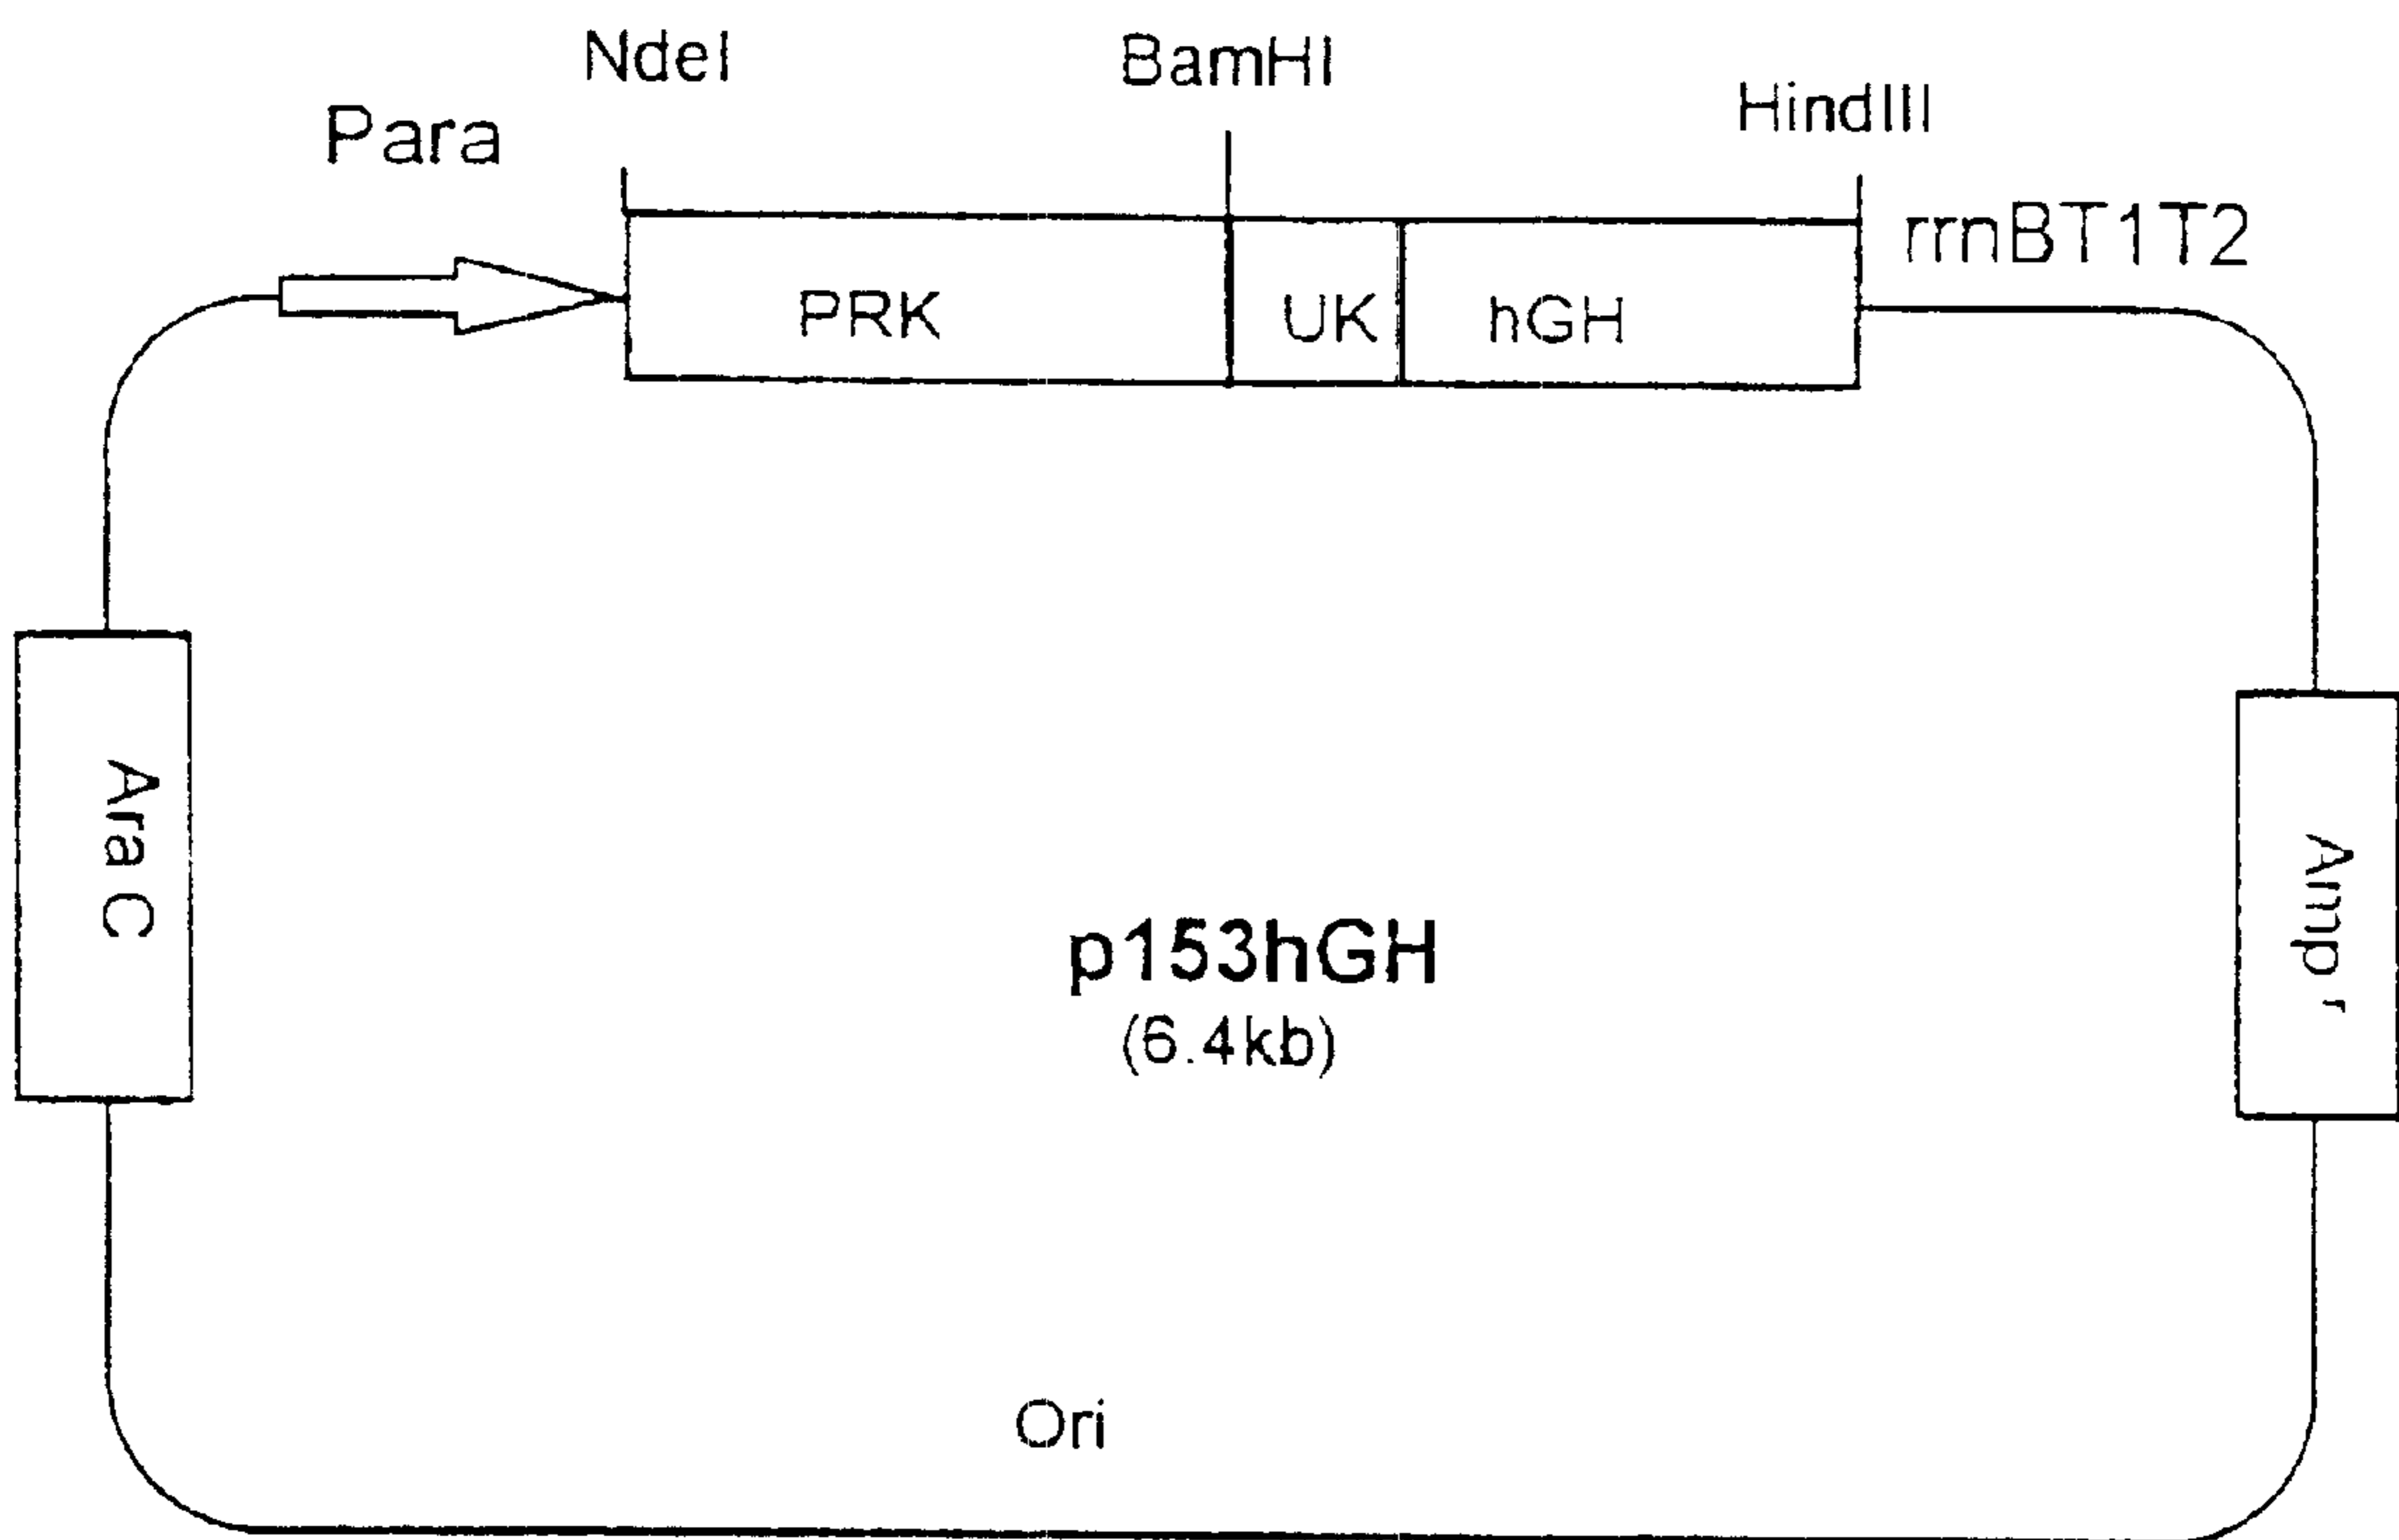 NdeI
BamHI
HindIII
Para
rrnBT1T2
PRK
UK
hGH
Ara C
Amp r
p153hGH
(6.4kb)
Ori